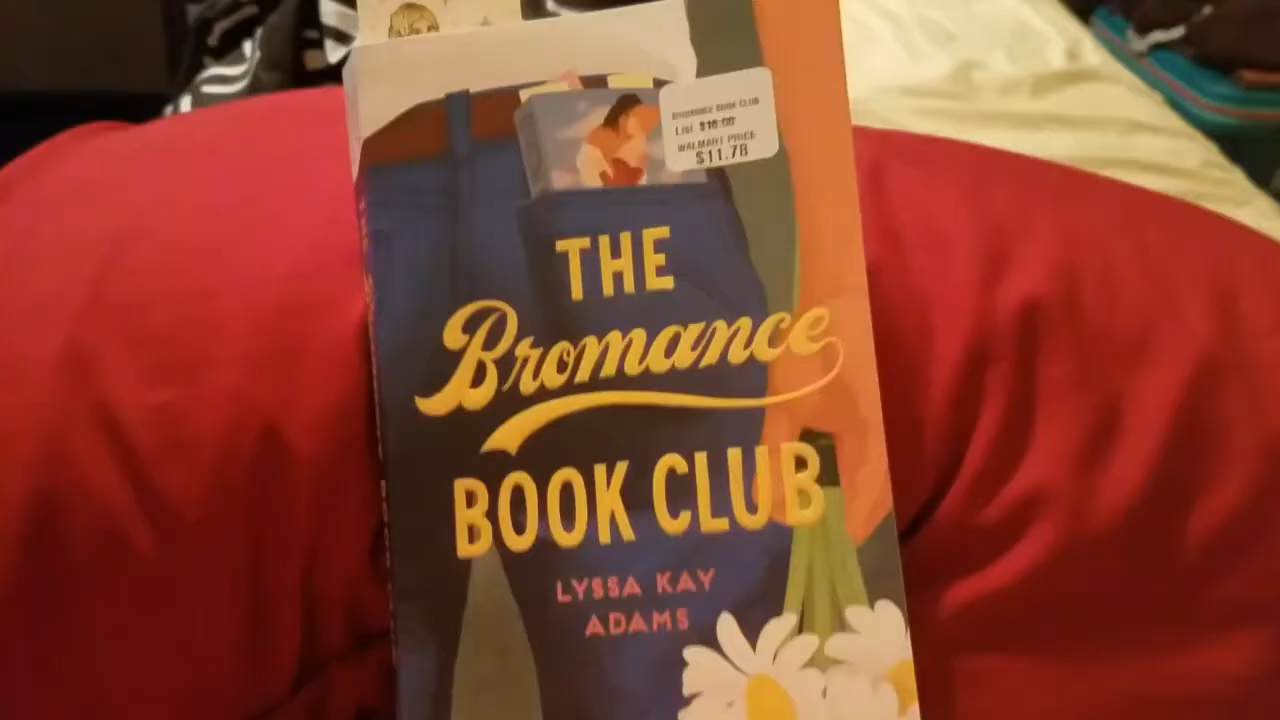 BROMANCE BOOK CLUB
List $16.00
WALMART PRICE
$11.78
THE
Bromance
BOOK CLUB
LYSSA KAY
ADAMS